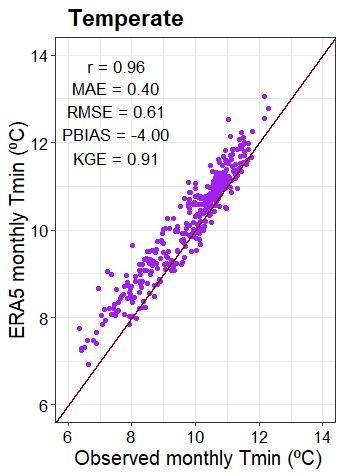 Temperate
r = 0.96
MAE = 0.40
RMSE = 0.61
PBIAS = -4.00
KGE = 0.91
14
12
10
8
6
ERA5 monthly Tmin (ºC)
6 8 10 12 14
Observed monthly Tmin (ºC)